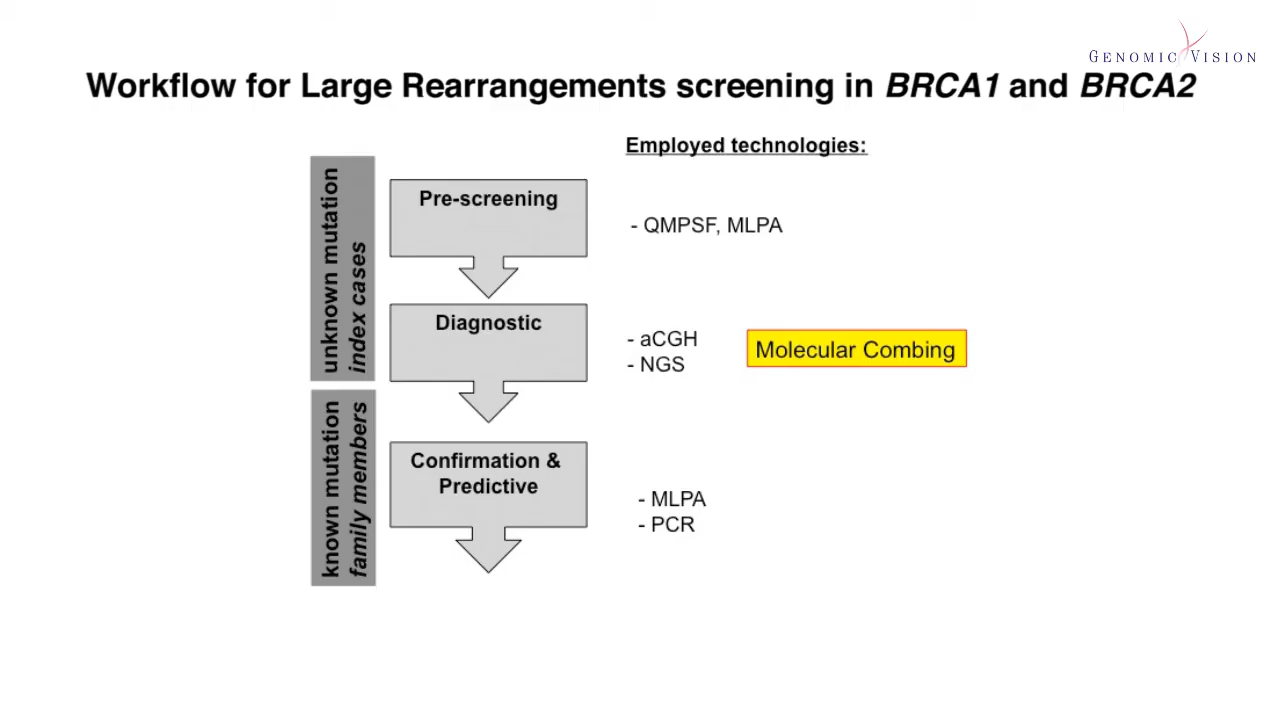 GENOMIC VISION
Workflow for Large Rearrangements screening in BRCA1 and BRCA2
Employed technologies:
unknown mutation
index cases
Pre-screening
- QMPSF, MLPA
Diagnostic
- aCGH
- NGS
Molecular Combing
known mutation
family members
Confirmation &
Predictive
- MLPA
- PCR